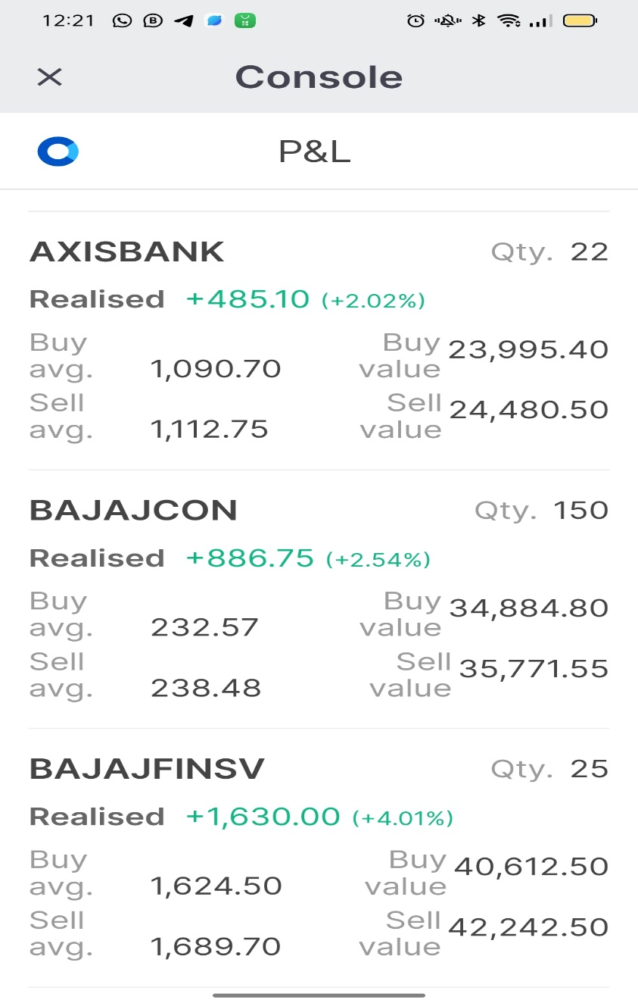 12:21
Console
P&L
AXISBANK Qty. 22
Realised +485.10 (+2.02%)
Buy avg. 1,090.70 Buy value 23,995.40
Sell avg. 1,112.75 Sell value 24,480.50
BAJAJCON Qty. 150
Realised +886.75 (+2.54%)
Buy avg. 232.57 Buy value 34,884.80
Sell avg. 238.48 Sell value 35,771.55
BAJAJFINSV Qty. 25
Realised +1,630.00 (+4.01%)
Buy avg. 1,624.50 Buy value 40,612.50
Sell avg. 1,689.70 Sell value 42,242.50